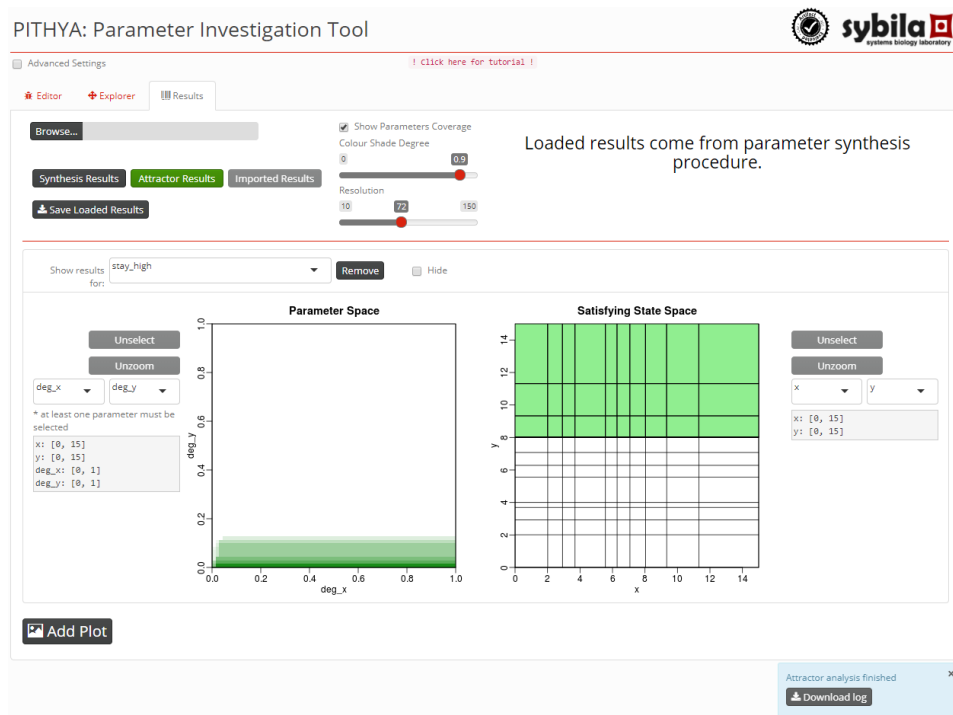 PITHYA: Parameter Investigation Tool
sybila
systems biology laboratory
Advanced Settings
! Click here for tutorial !
Editor
Explorer
Results
Browse...
Show Parameters Coverage
Colour Shade Degree
0 0.9
Resolution
10 72 150
Loaded results come from parameter synthesis
procedure.
Synthesis Results
Attractor Results
Imported Results
Save Loaded Results
Show results
for:
stay_high
Remove
Hide
Parameter Space
Unselect
Unzoom
deg_x
deg_y
* at least one parameter must be
selected
x: [0, 15]
y: [0, 15]
deg_x: [0, 1]
deg_y: [0, 1]
deg_y
1.0
0.8
0.6
0.4
0.2
0.0
0.0 0.2 0.4 0.6 0.8 1.0
deg_x
Satisfying State Space
y
14
12
10
8
6
4
2
0
0 2 4 6 8 10 12 14
x
Unselect
Unzoom
x
y
x: [0, 15]
y: [0, 15]
Add Plot
Attractor analysis finished
x
Download log